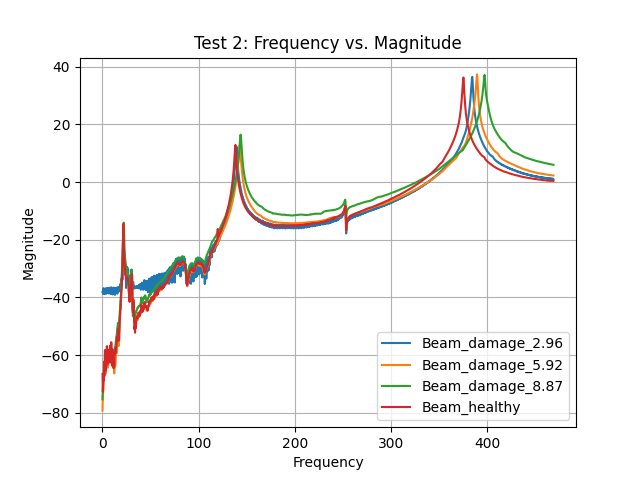 Test 2: Frequency vs. Magnitude
Magnitude
40
20
0
−20
−40
−60
−80
0
100
200
300
400
Frequency
Beam_damage_2.96
Beam_damage_5.92
Beam_damage_8.87
Beam_healthy